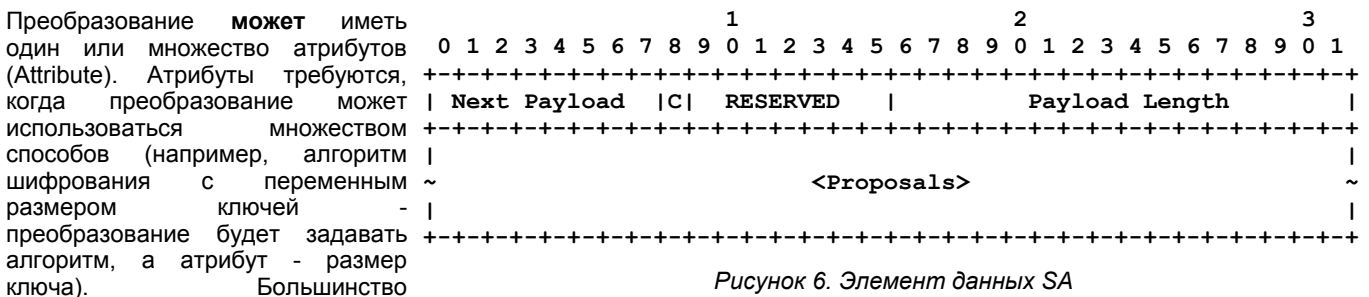 Преобразование может иметь
один или множество атрибутов
(Attribute). Атрибуты требуются,
когда преобразование может
использоваться множеством
способов (например, алгоритм
шифрования с переменным
размером ключей -
преобразование будет задавать
алгоритм, а атрибут - размер
ключа). Большинство
                     1                   2                   3
 0 1 2 3 4 5 6 7 8 9 0 1 2 3 4 5 6 7 8 9 0 1 2 3 4 5 6 7 8 9 0 1
+-+-+-+-+-+-+-+-+-+-+-+-+-+-+-+-+-+-+-+-+-+-+-+-+-+-+-+-+-+-+-+-+
| Next Payload  |C|  RESERVED   |         Payload Length        |
+-+-+-+-+-+-+-+-+-+-+-+-+-+-+-+-+-+-+-+-+-+-+-+-+-+-+-+-+-+-+-+-+
|                                                               |
~                          <Proposals>                          ~
|                                                               |
+-+-+-+-+-+-+-+-+-+-+-+-+-+-+-+-+-+-+-+-+-+-+-+-+-+-+-+-+-+-+-+-+
Рисунок 6. Элемент данных SA